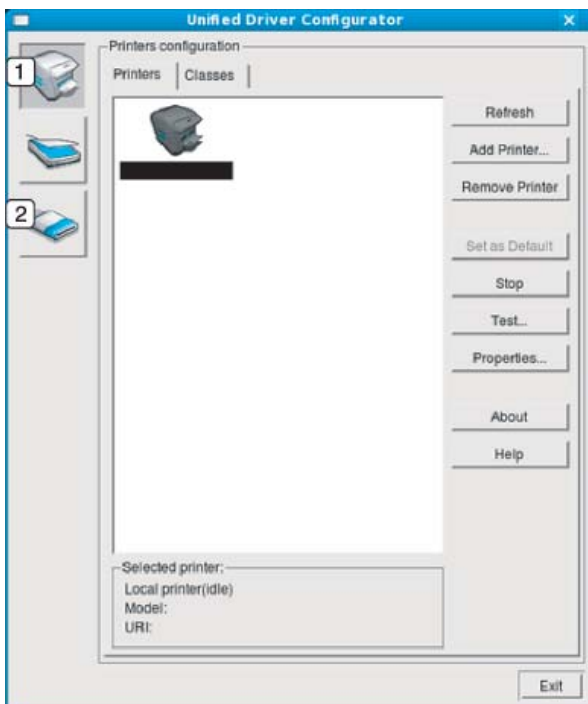 Unified Driver Configurator
1
2
Printers configuration
Printers
Classes
Refresh
Add Printer...
Remove Printer
Set as Default
Stop
Test...
Properties...
About
Help
Selected printer:
Local printer(idle)
Model:
URI:
Exit